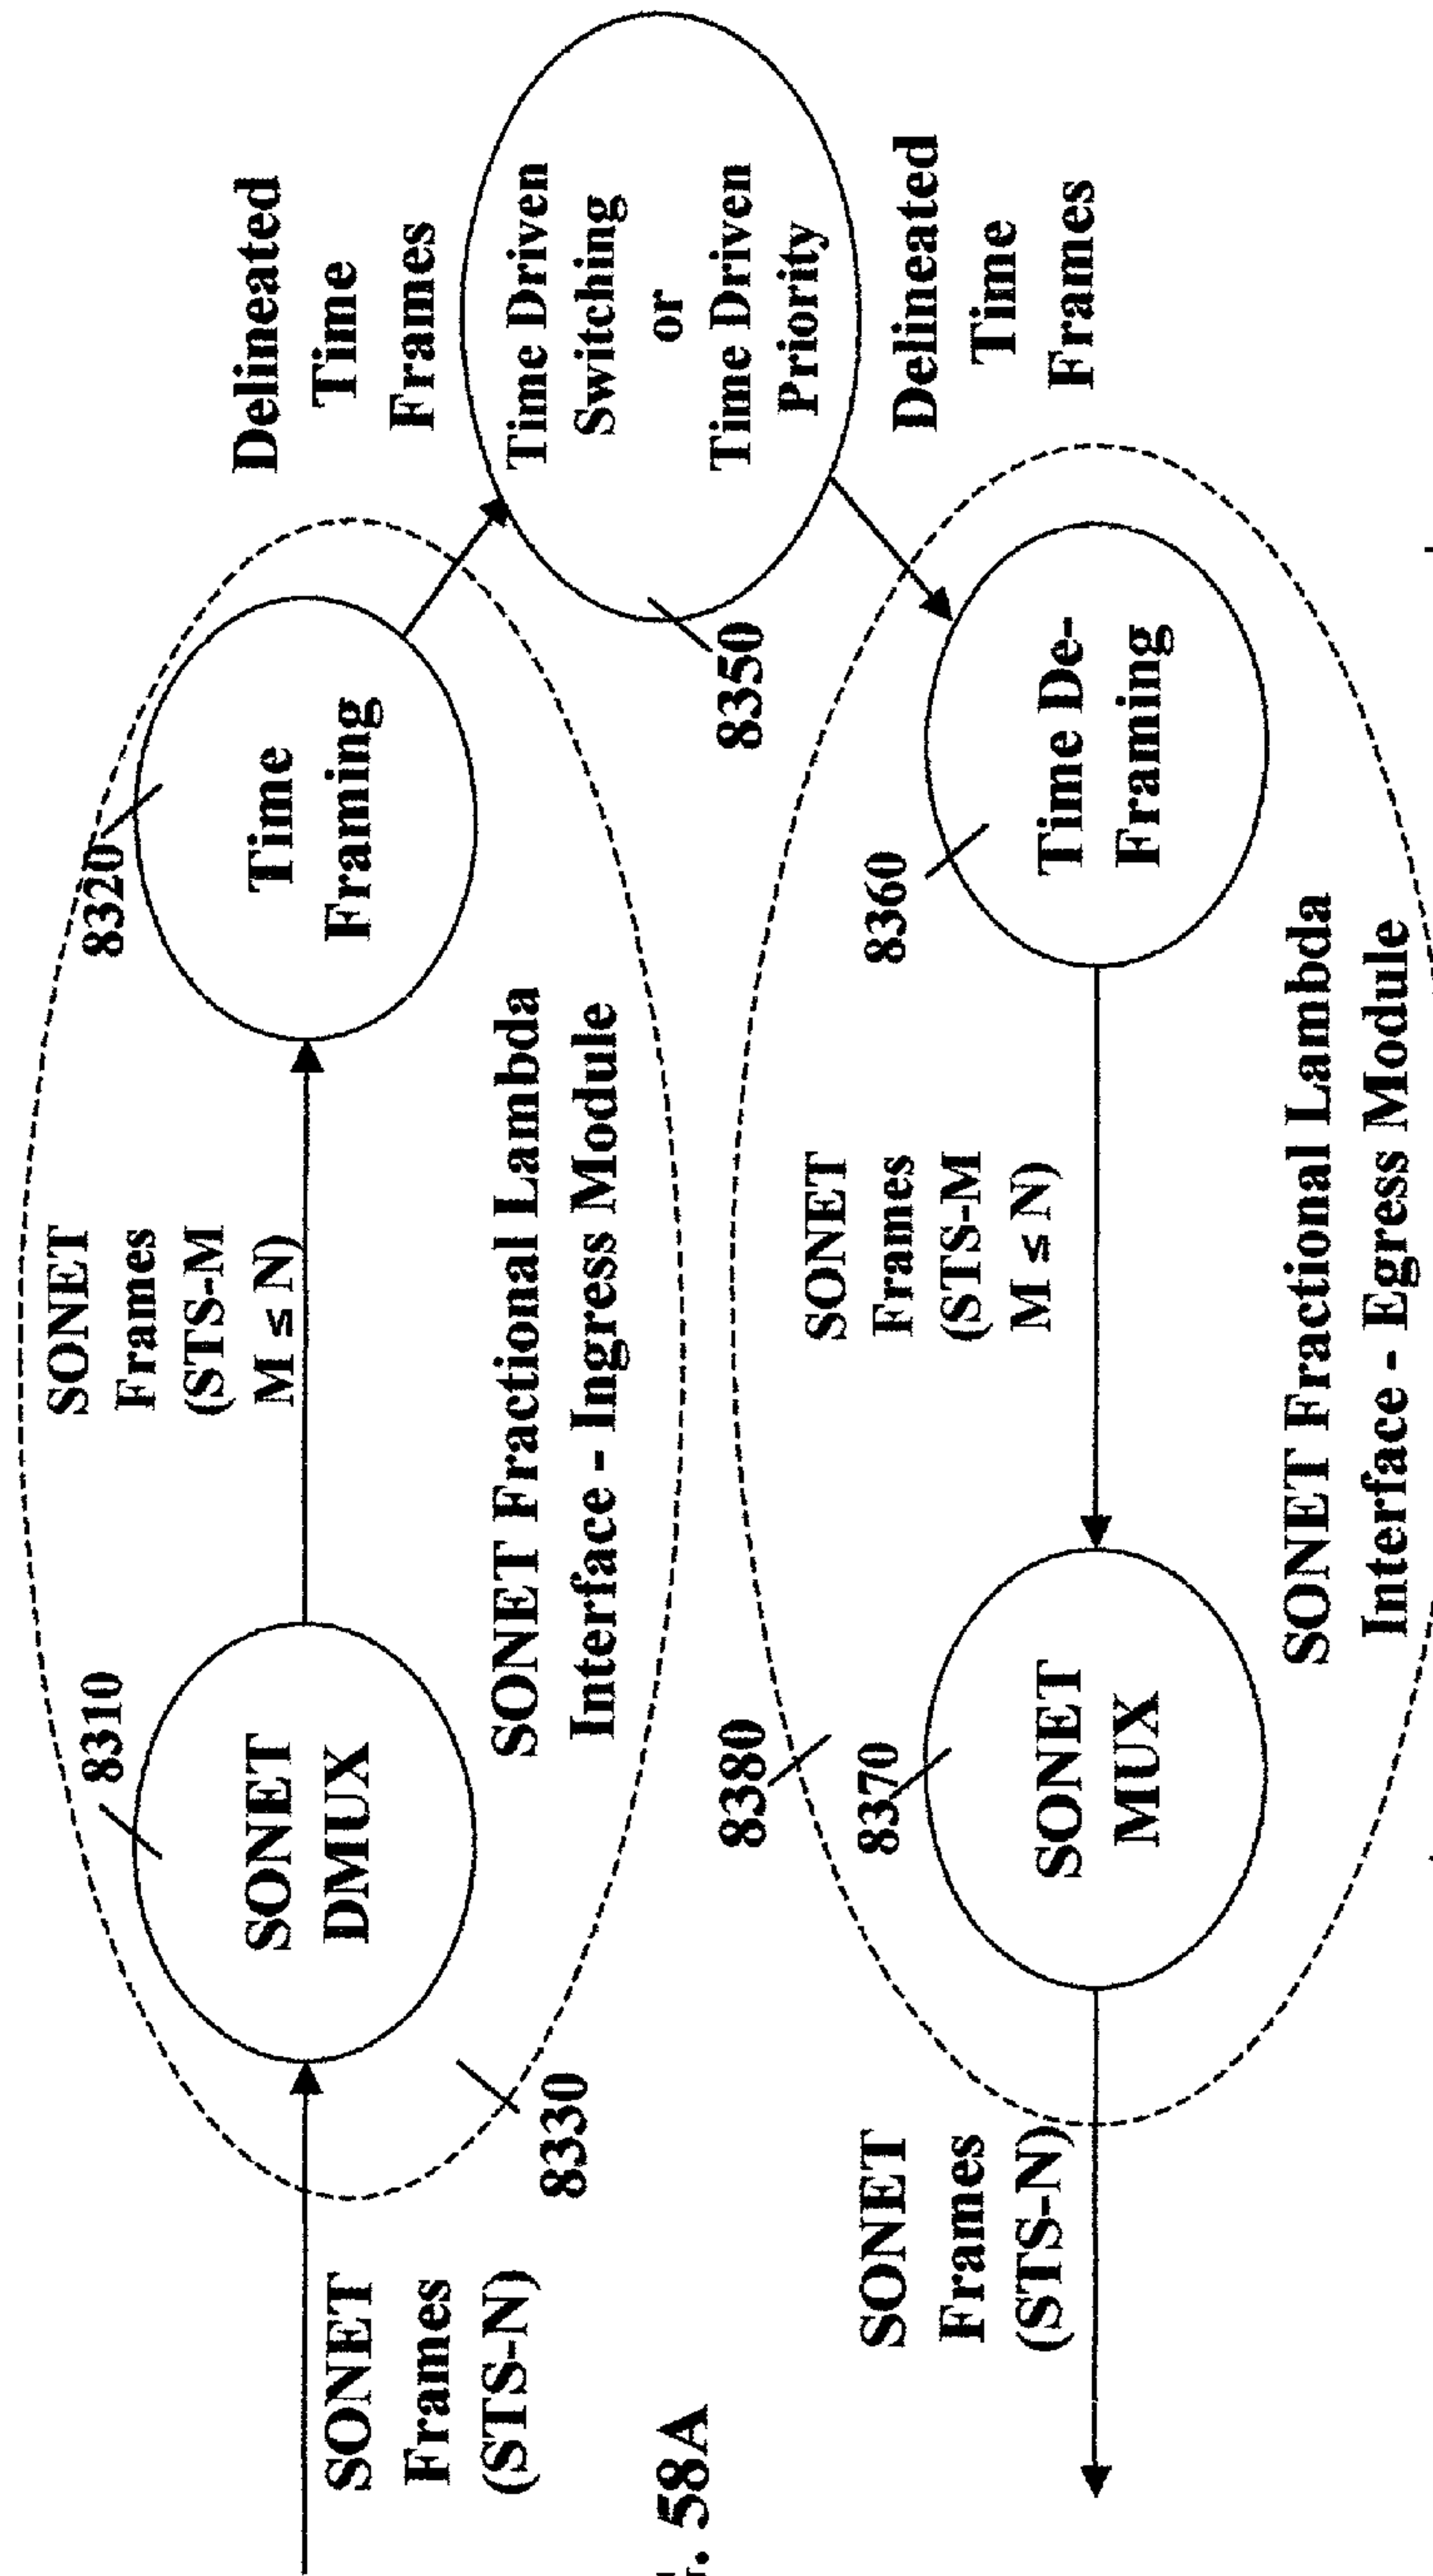 SONET
Frames
(STS-N)
8330
SONET
DMUX
8310
SONET
Frames
(STS-M
M ≤ N)
SONET Fractional Lambda
Interface - Ingress Module
8320
Time
Framing
Delineated
Time
Frames
8350
Time Driven
Switching
or
Time Driven
Priority
Delineated
Time
Frames
8360
Time De-
Framing
SONET
Frames
(STS-M
M ≤ N)
8380
8370
SONET
MUX
SONET Fractional Lambda
Interface - Egress Module
SONET
Frames
(STS-N)
58A